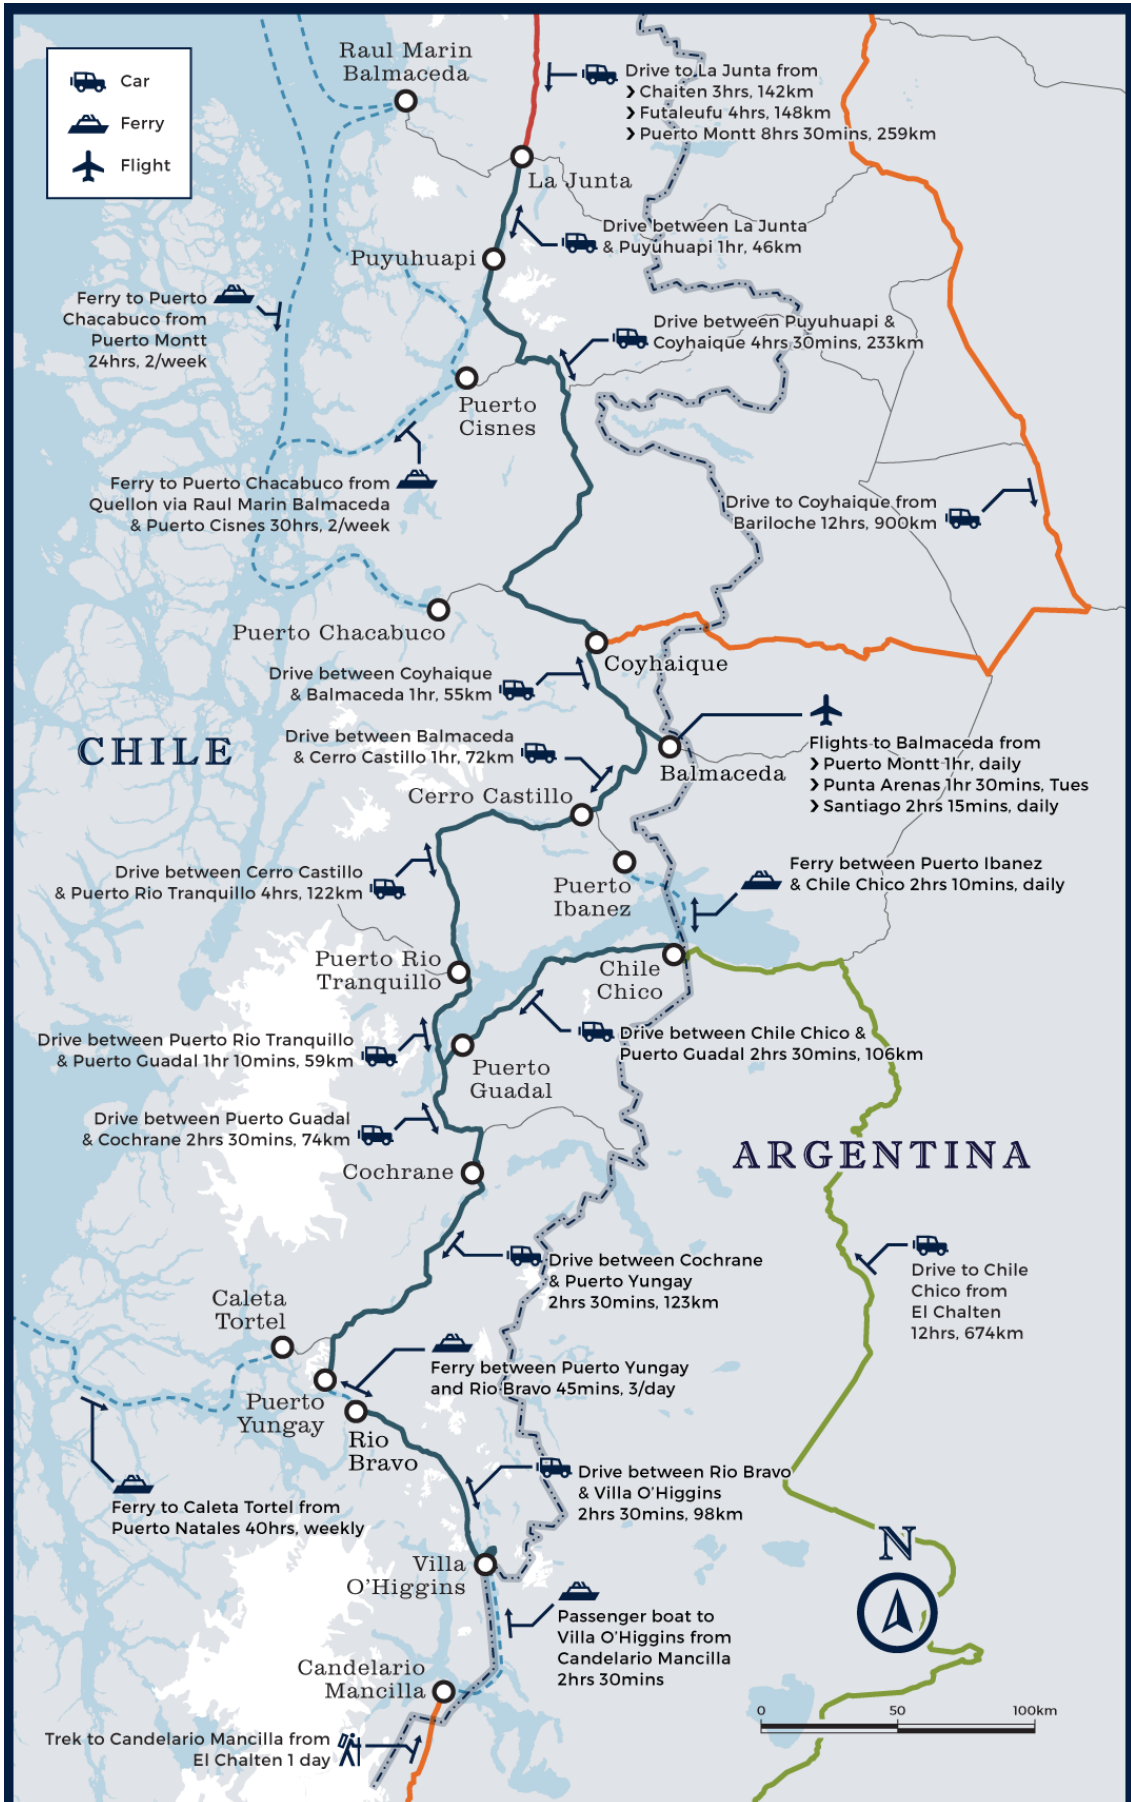 Raul Marin
Balmaceda
Car
Ferry
Flight
Drive to La Junta from
❯ Chaiten 3hrs, 142km
❯ Futaleufu 4hrs, 148km
❯ Puerto Montt 8hrs 30mins, 259km
La Junta
Drive between La Junta
& Puyuhuapi 1hr, 46km
Puyuhuapi
Ferry to Puerto
Chacabuco from
Puerto Montt
24hrs, 2/week
Drive between Puyuhuapi &
Coyhaique 4hrs 30mins, 233km
Puerto
Cisnes
Ferry to Puerto Chacabuco from
Quellon via Raul Marin Balmaceda
& Puerto Cisnes 30hrs, 2/week
Drive to Coyhaique from
Bariloche 12hrs, 900km
Puerto Chacabuco
Coyhaique
Drive between Coyhaique
& Balmaceda 1hr, 55km
CHILE
Drive between Balmaceda
& Cerro Castillo 1hr, 72km
Balmaceda
Flights to Balmaceda from
❯ Puerto Montt 1hr, daily
❯ Punta Arenas 1hr 30mins, Tues
❯ Santiago 2hrs 15mins, daily
Cerro Castillo
Drive between Cerro Castillo
& Puerto Rio Tranquillo 4hrs, 122km
Puerto
Ibanez
Ferry between Puerto Ibanez
& Chile Chico 2hrs 10mins, daily
Puerto Rio
Tranquillo
Chile
Chico
Drive between Puerto Rio Tranquillo
& Puerto Guadal 1hr 10mins, 59km
Drive between Chile Chico &
Puerto Guadal 2hrs 30mins, 106km
Puerto
Guadal
Drive between Puerto Guadal
& Cochrane 2hrs 30mins, 74km
ARGENTINA
Cochrane
Drive between Cochrane
& Puerto Yungay
2hrs 30mins, 123km
Drive to Chile
Chico from
El Chalten
12hrs, 674km
Caleta
Tortel
Ferry between Puerto Yungay
and Rio Bravo 45mins, 3/day
Puerto
Yungay
Rio
Bravo
Ferry to Caleta Tortel from
Puerto Natales 40hrs, weekly
Drive between Rio Bravo
& Villa O'Higgins
2hrs 30mins, 98km
N
Villa
O'Higgins
Passenger boat to
Villa O'Higgins from
Candelario Mancilla
2hrs 30mins
Candelario
Mancilla
0 50 100km
Trek to Candelario Mancilla from
El Chalten 1 day